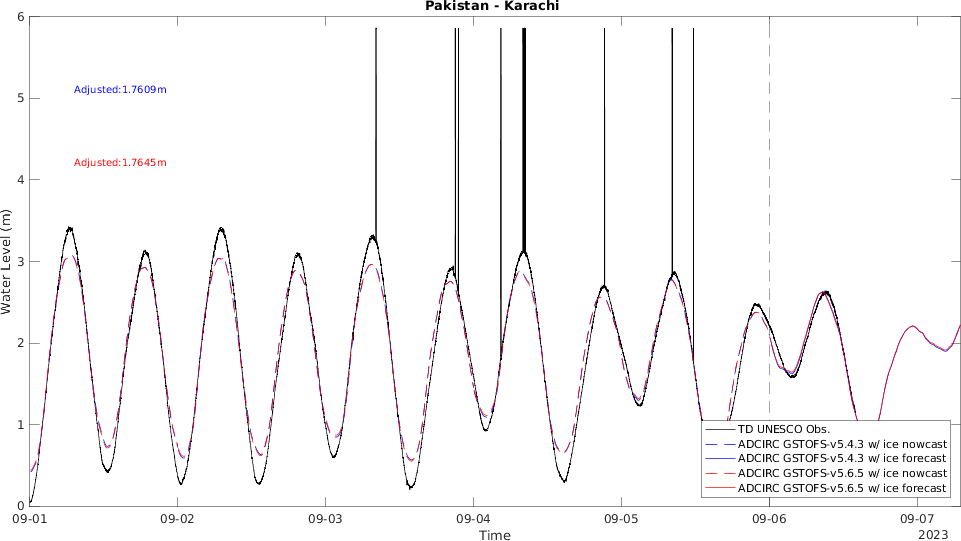 Pakistan - Karachi
6
5
4
3
2
1
0
Water Level (m)
Adjusted:1.7609m
Adjusted:1.7645m
TD UNESCO Obs.
ADCIRC GSTOFS-v5.4.3 w/ ice nowcast
ADCIRC GSTOFS-v5.4.3 w/ ice forecast
ADCIRC GSTOFS-v5.6.5 w/ ice nowcast
ADCIRC GSTOFS-v5.6.5 w/ ice forecast
09-01 09-02 09-03 09-04 09-05 09-06 09-07
Time
2023